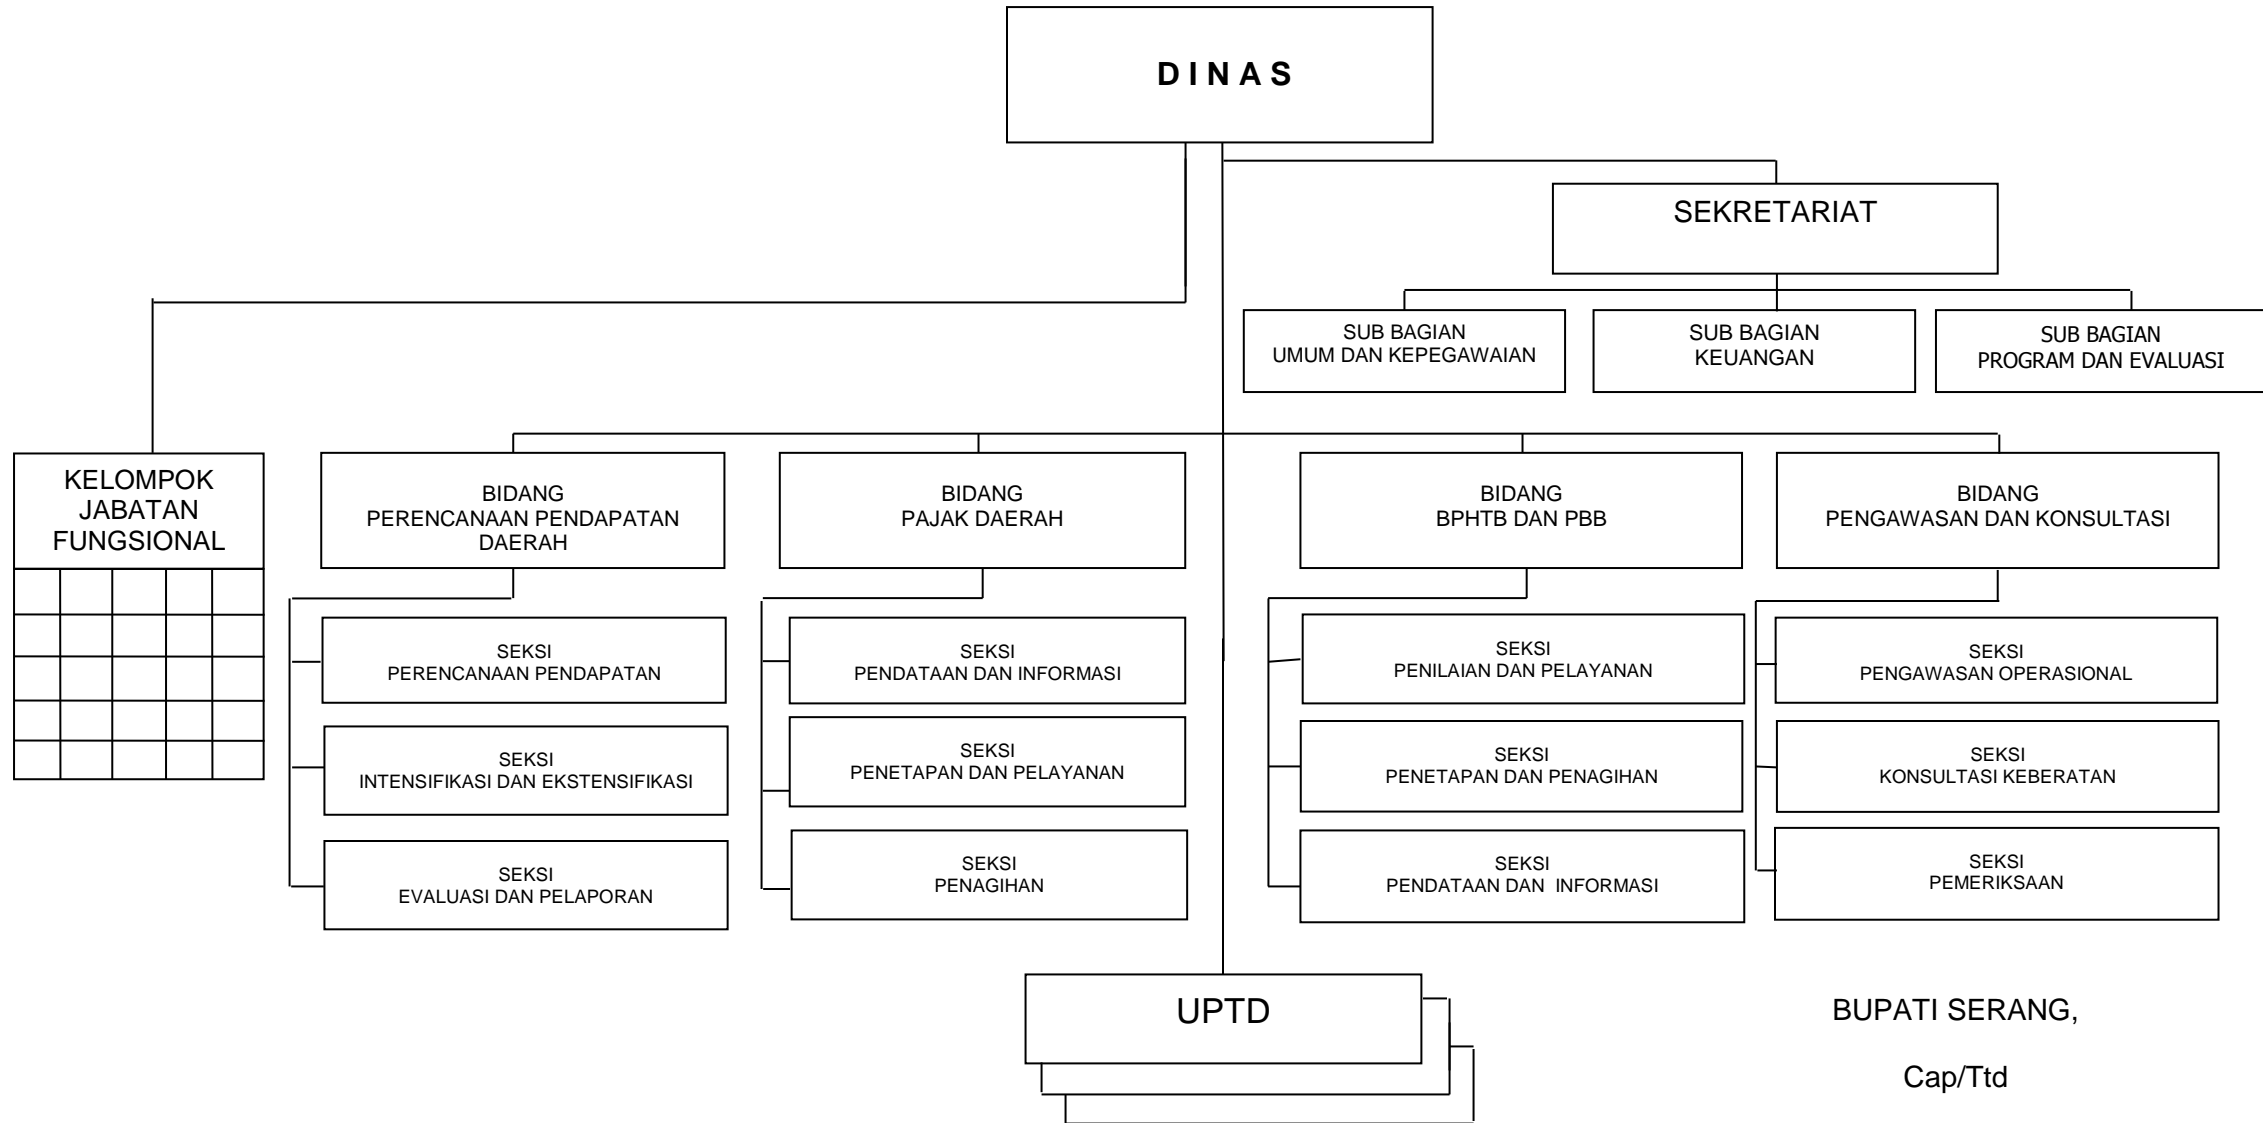 D I N A S
SEKRETARIAT
SUB BAGIAN
UMUM DAN KEPEGAWAIAN
SUB BAGIAN
KEUANGAN
SUB BAGIAN
PROGRAM DAN EVALUASI
KELOMPOK
JABATAN
FUNGSIONAL
BIDANG
PERENCANAAN PENDAPATAN
DAERAH
BIDANG
PAJAK DAERAH
BIDANG
BPHTB DAN PBB
BIDANG
PENGAWASAN DAN KONSULTASI
SEKSI
PERENCANAAN PENDAPATAN
SEKSI
INTENSIFIKASI DAN EKSTENSIFIKASI
SEKSI
EVALUASI DAN PELAPORAN
SEKSI
PENDATAAN DAN INFORMASI
SEKSI
PENETAPAN DAN PELAYANAN
SEKSI
PENAGIHAN
SEKSI
PENILAIAN DAN PELAYANAN
SEKSI
PENETAPAN DAN PENAGIHAN
SEKSI
PENDATAAN DAN INFORMASI
SEKSI
PENGAWASAN OPERASIONAL
SEKSI
KONSULTASI KEBERATAN
SEKSI
PEMERIKSAAN
UPTD
BUPATI SERANG,
Cap/Ttd